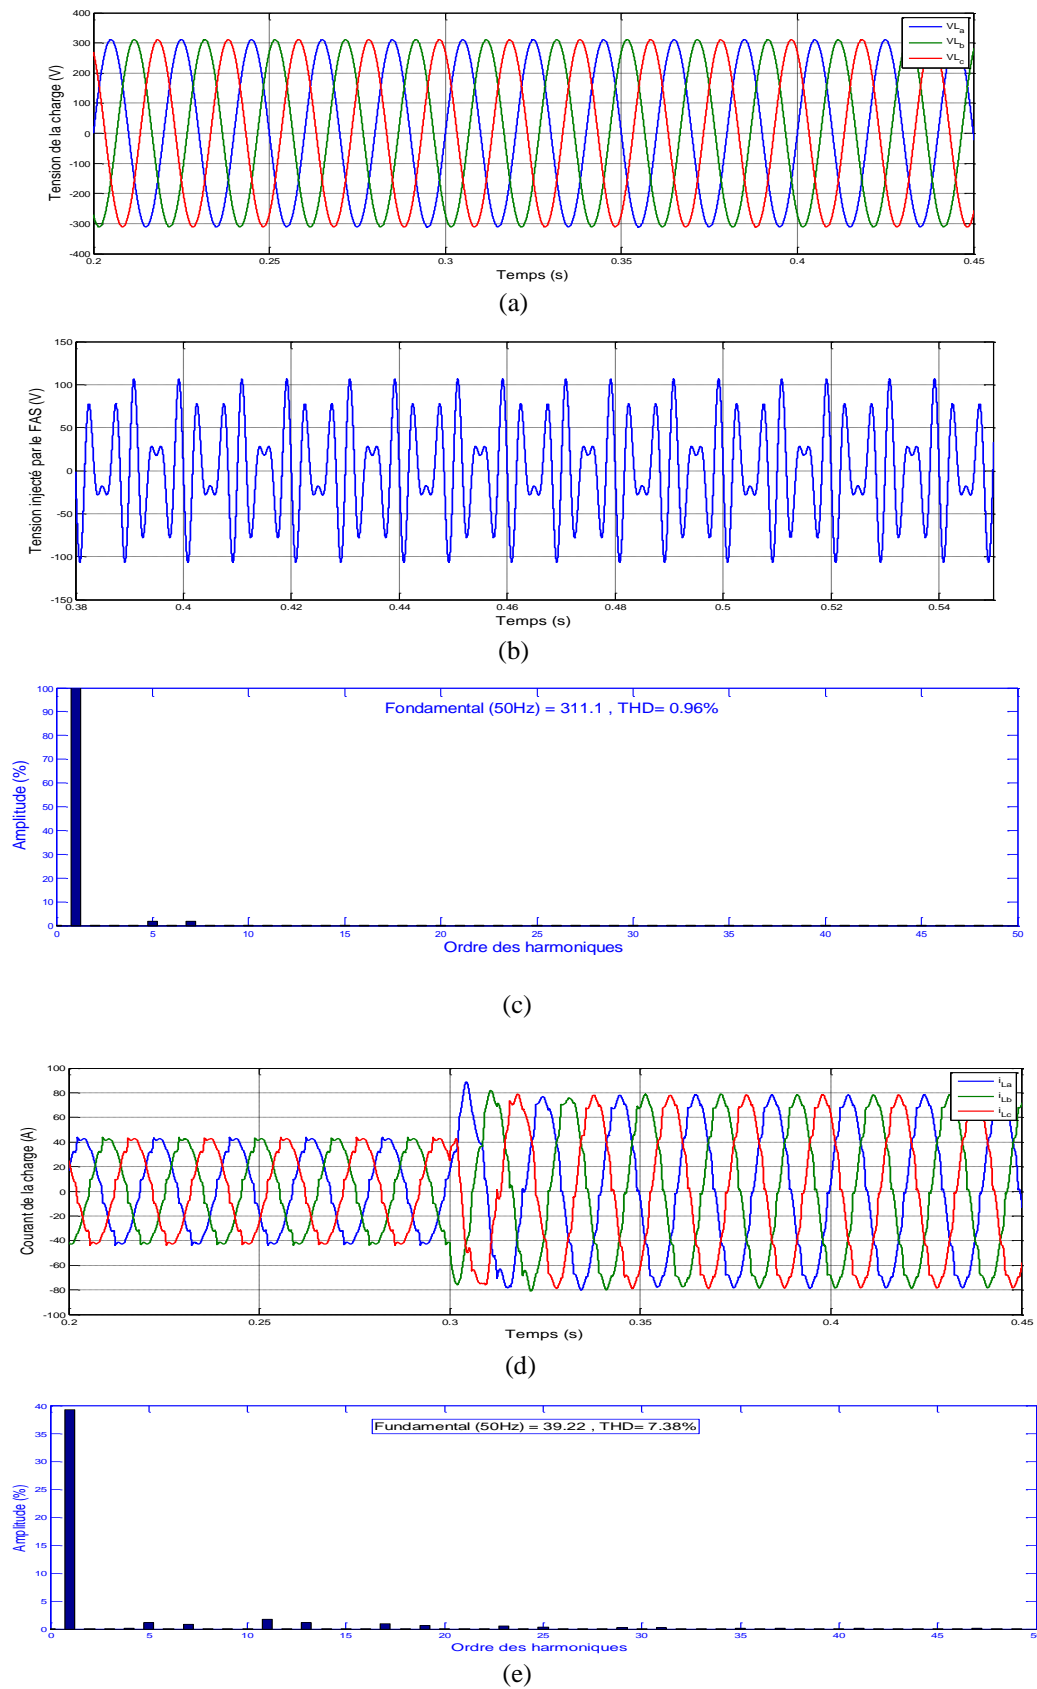 400
300
200
100
0
-100
-200
-300
-400
Tension de la charge (V)
VLa
VLb
VLc
0.2 0.25 0.3 0.35 0.4 0.45
Temps (s)
(a)
150
100
50
0
-50
-100
-150
Tension injecté par le FAS (V)
0.38 0.4 0.42 0.44 0.46 0.48 0.5 0.52 0.54
Temps (s)
(b)
100
90
80
70
60
50
40
30
20
10
0
Amplitude (%)
Fondamental (50Hz) = 311.1 , THD= 0.96%
0 5 10 15 20 25 30 35 40 45 50
Ordre des harmoniques
(c)
100
80
60
40
20
0
-20
-40
-60
-80
-100
Courant de la charge (A)
iLa
iLb
iLc
0.2 0.25 0.3 0.35 0.4 0.45
Temps (s)
(d)
40
35
30
25
20
15
10
5
0
Amplitude (%)
Fundamental (50Hz) = 39.22 , THD= 7.38%
0 5 10 15 20 25 30 35 40 45 50
Ordre des harmoniques
(e)